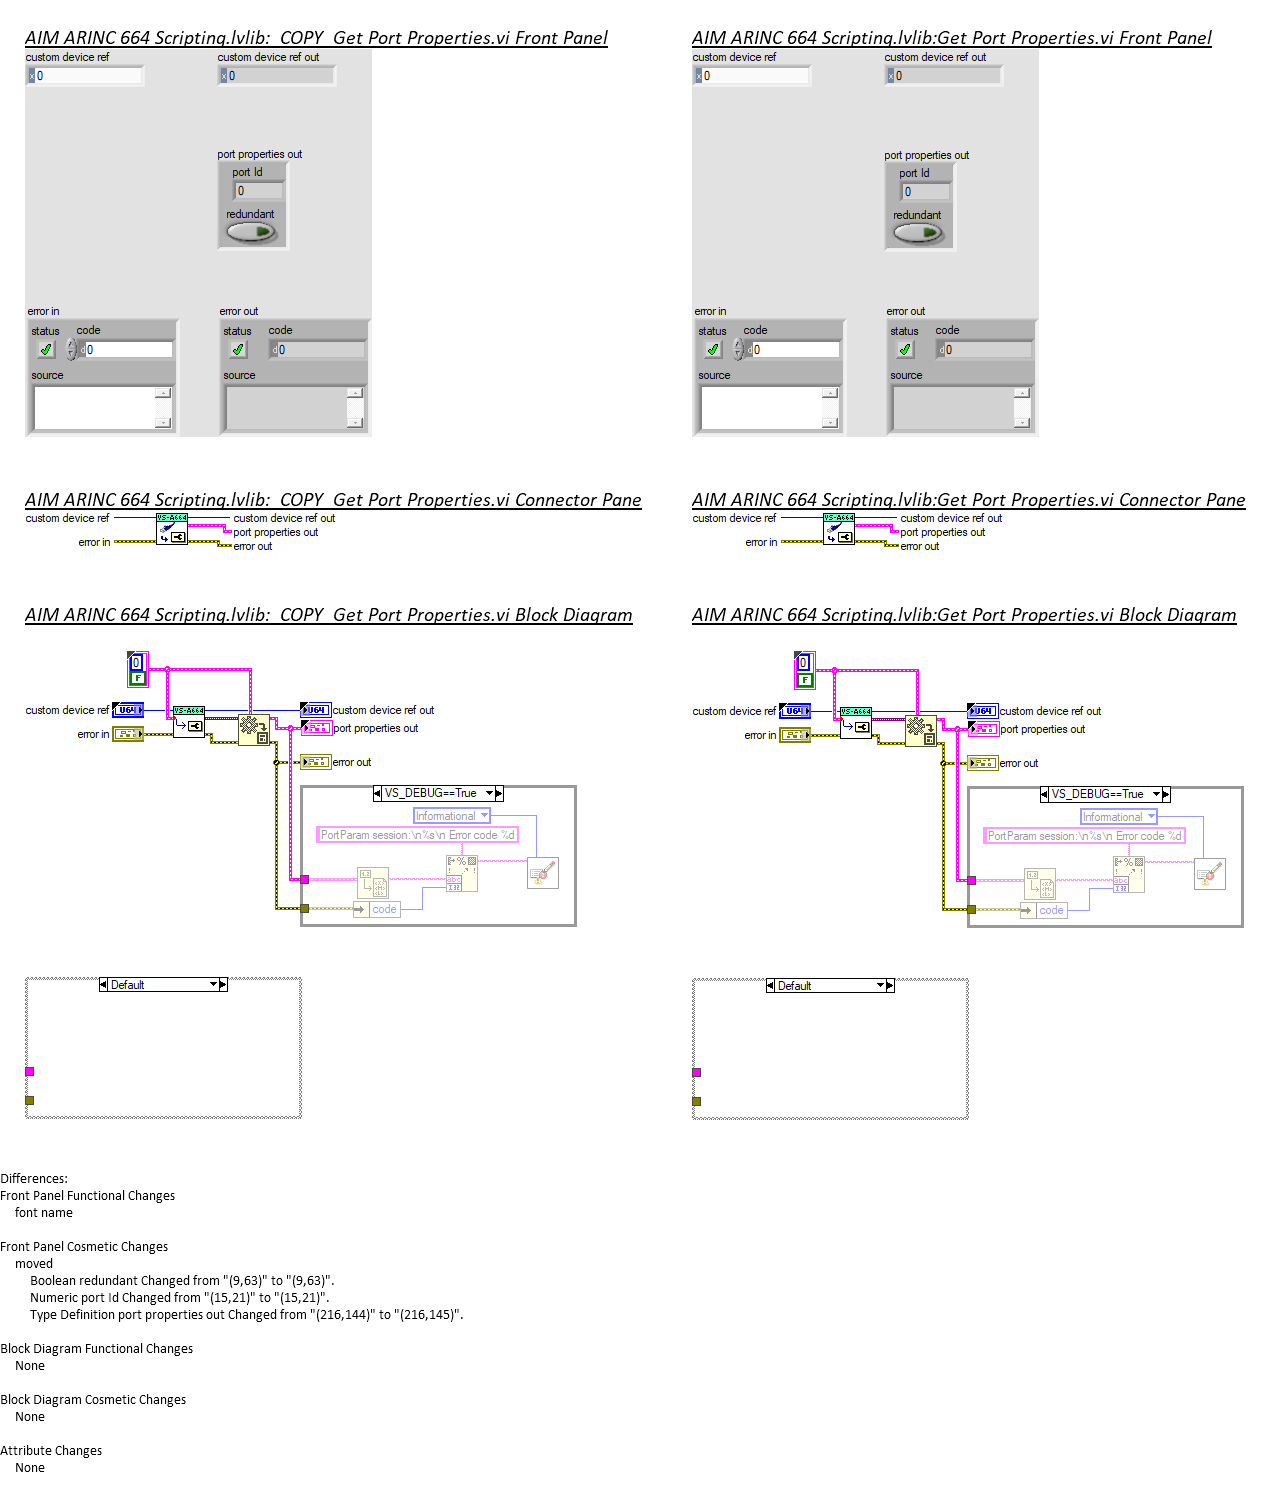 AIM ARINC 664 Scripting.lvlib:_COPY_Get Port Properties.vi Front Panel
custom device ref
custom device ref out
x 0
x 0
port properties out
port Id
0
redundant
error in
error out
status
code
status
code
d 0
d 0
source
source
AIM ARINC 664 Scripting.lvlib:Get Port Properties.vi Front Panel
custom device ref
custom device ref out
x 0
x 0
port properties out
port Id
0
redundant
error in
error out
status
code
status
code
d 0
d 0
source
source
AIM ARINC 664 Scripting.lvlib:_COPY_Get Port Properties.vi Connector Pane
custom device ref
VS-A664
custom device ref out
port properties out
error in
error out
AIM ARINC 664 Scripting.lvlib:Get Port Properties.vi Connector Pane
custom device ref
VS-A664
custom device ref out
port properties out
error in
error out
AIM ARINC 664 Scripting.lvlib:_COPY_Get Port Properties.vi Block Diagram
0
F
custom device ref
U64
VS-A664
U64
custom device ref out
port properties out
error in
error out
VS_DEBUG==True
Informational
PortParam session:\n%s\n Error code %d
abc
1.2
I32
code
Default
AIM ARINC 664 Scripting.lvlib:Get Port Properties.vi Block Diagram
0
F
custom device ref
U64
VS-A664
U64
custom device ref out
port properties out
error in
error out
VS_DEBUG==True
Informational
PortParam session:\n%s\n Error code %d
abc
1.2
I32
code
Default
Differences:
Front Panel Functional Changes
font name
Front Panel Cosmetic Changes
moved
Boolean redundant Changed from "(9,63)" to "(9,63)".
Numeric port Id Changed from "(15,21)" to "(15,21)".
Type Definition port properties out Changed from "(216,144)" to "(216,145)".
Block Diagram Functional Changes
None
Block Diagram Cosmetic Changes
None
Attribute Changes
None